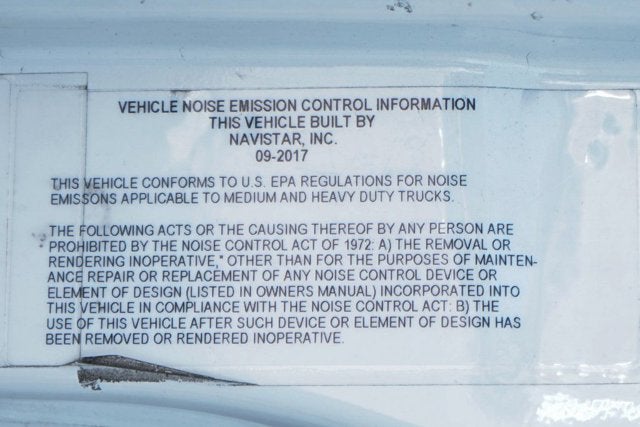 VEHICLE NOISE EMISSION CONTROL INFORMATION
THIS VEHICLE BUILT BY
NAVISTAR, INC.
09-2017
THIS VEHICLE CONFORMS TO U.S. EPA REGULATIONS FOR NOISE
EMISSONS APPLICABLE TO MEDIUM AND HEAVY DUTY TRUCKS.
THE FOLLOWING ACTS OR THE CAUSING THEREOF BY ANY PERSON ARE
PROHIBITED BY THE NOISE CONTROL ACT OF 1972: A) THE REMOVAL OR
RENDERING INOPERATIVE," OTHER THAN FOR THE PURPOSES OF MAINTEN-
ANCE REPAIR OR REPLACEMENT OF ANY NOISE CONTROL DEVICE OR
ELEMENT OF DESIGN (LISTED IN OWNERS MANUAL) INCORPORATED INTO
THIS VEHICLE IN COMPLIANCE WITH THE NOISE CONTROL ACT: B) THE
USE OF THIS VEHICLE AFTER SUCH DEVICE OR ELEMENT OF DESIGN HAS
BEEN REMOVED OR RENDERED INOPERATIVE.